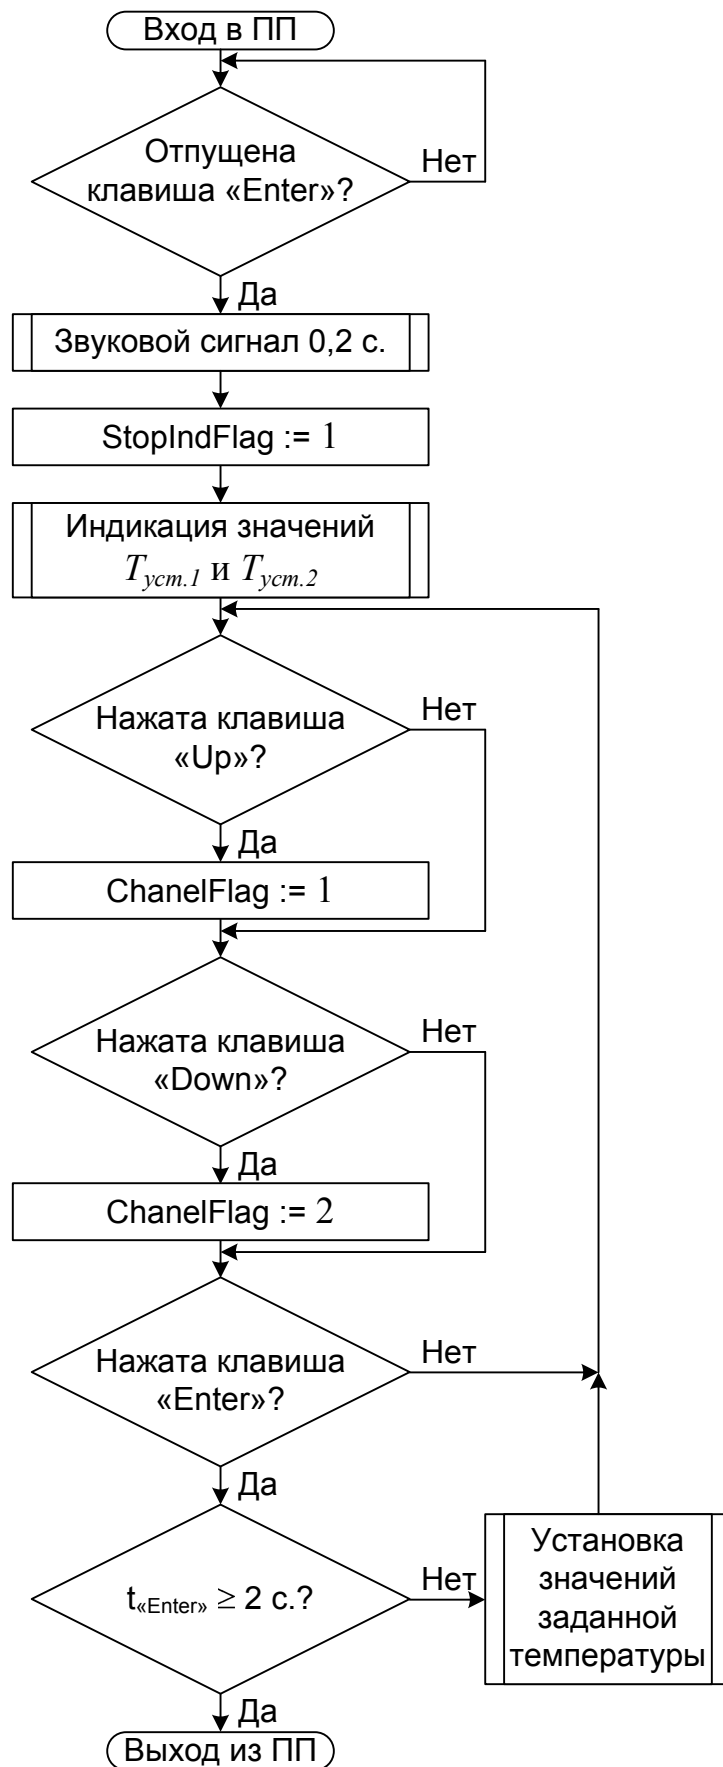 Вход в ПП
Отпущена
клавиша «Enter»?
Нет
Да
Звуковой сигнал 0,2 с.
StopIndFlag := 1
Индикация значений
Tуст.1 и Tуст.2
Нажата клавиша
«Up»?
Нет
Да
ChanelFlag := 1
Нажата клавиша
«Down»?
Нет
Да
ChanelFlag := 2
Нажата клавиша
«Enter»?
Нет
Да
t«Enter» ≥ 2 с.?
Нет
Установка
значений
заданной
температуры
Да
Выход из ПП